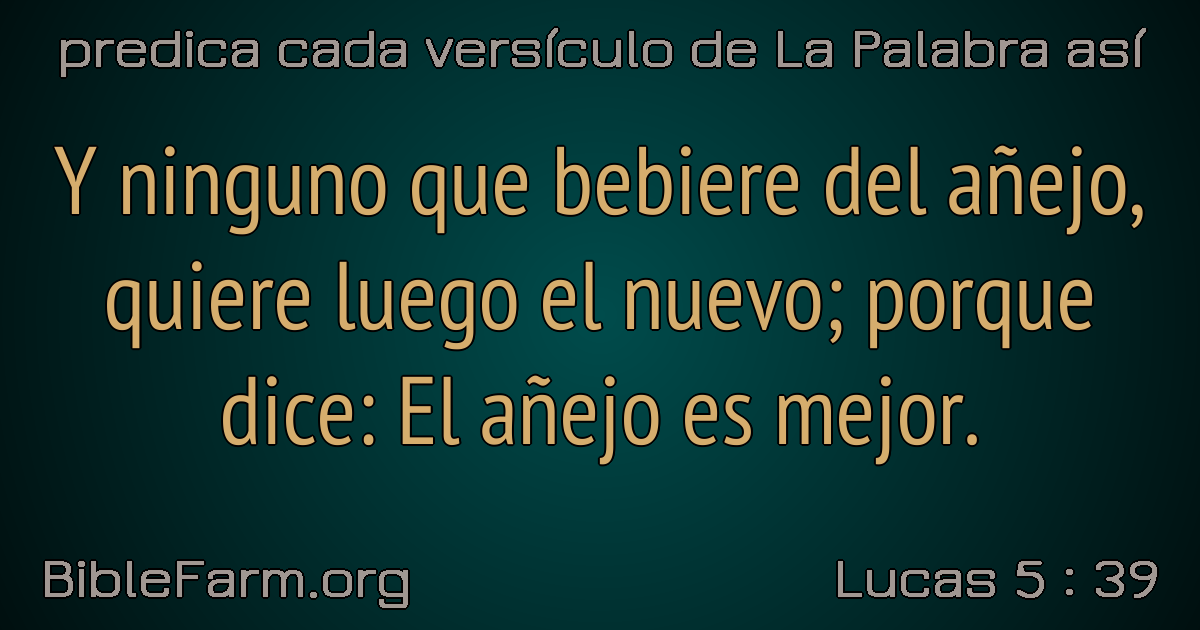 predica cada versículo de La Palabra así
Y ninguno que bebiere del añejo,
quiere luego el nuevo; porque
dice: El añejo es mejor.
BibleFarm.org
Lucas 5 : 39